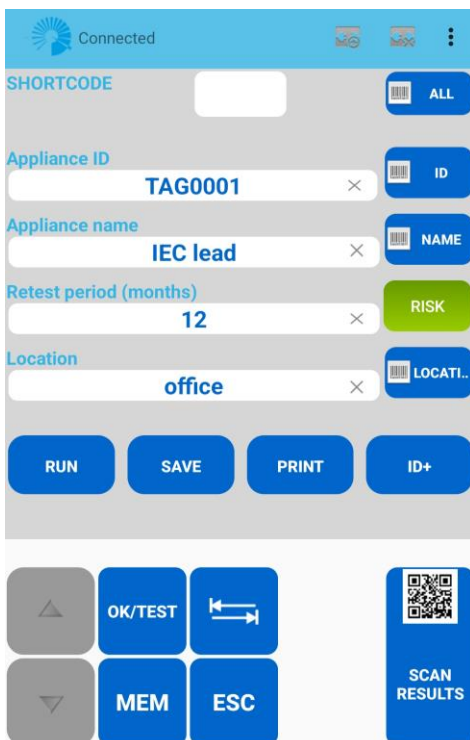 Connected
SHORTCODE
ALL
Appliance ID
TAG0001
ID
Appliance name
IEC lead
NAME
Retest period (months)
12
RISK
Location
office
LOCATI..
RUN SAVE PRINT ID+
OK/TEST
MEM ESC
SCAN
RESULTS